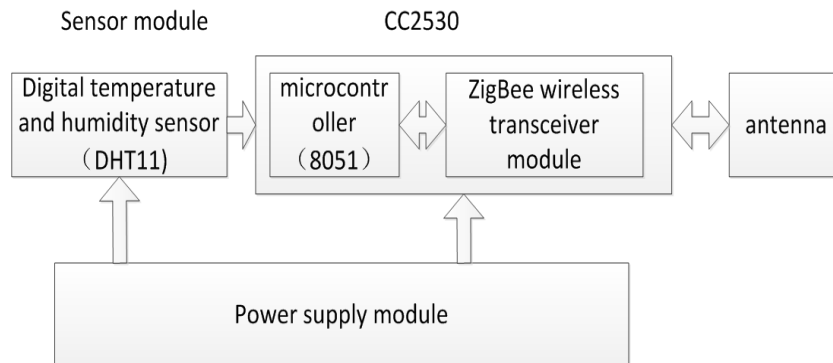 Sensor module
CC2530
Digital temperature
and humidity sensor
（DHT11)
microcontr
oller
（8051）
ZigBee wireless
transceiver
module
antenna
Power supply module